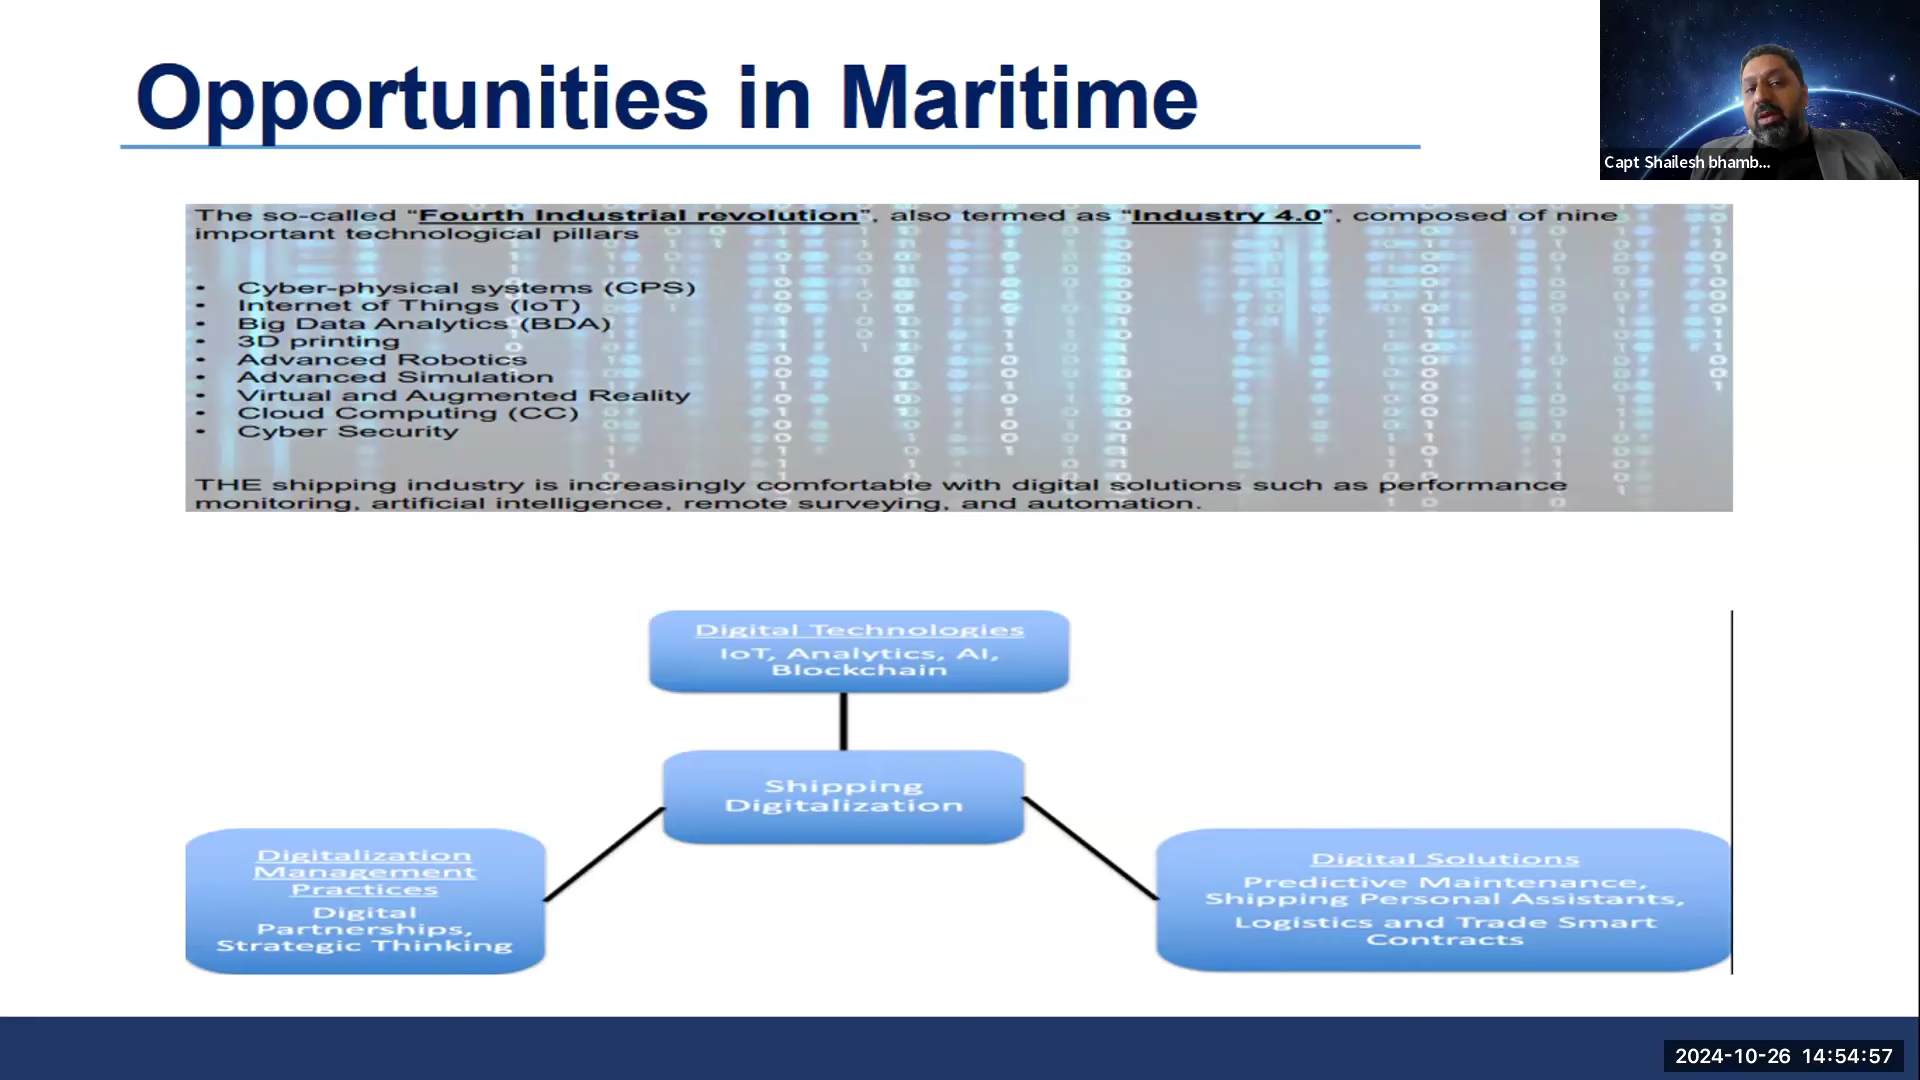 Opportunities in Maritime
Capt Shailesh bhamb...
The so-called “Fourth Industrial revolution”, also termed as “Industry 4.0”, composed of nine
important technological pillars
• Cyber-physical systems (CPS)
• Internet of Things (IoT)
• Big Data Analytics (BDA)
• 3D printing
• Advanced Robotics
• Advanced Simulation
• Virtual and Augmented Reality
• Cloud Computing (CC)
• Cyber Security
THE shipping industry is increasingly comfortable with digital solutions such as performance
monitoring, artificial intelligence, remote surveying, and automation.
Digital Technologies
IoT, Analytics, AI,
Blockchain
Shipping
Digitalization
Digitalization
Management
Practices
Digital
Partnerships,
Strategic Thinking
Digital Solutions
Predictive Maintenance,
Shipping Personal Assistants,
Logistics and Trade Smart
Contracts
2024-10-26 14:54:57